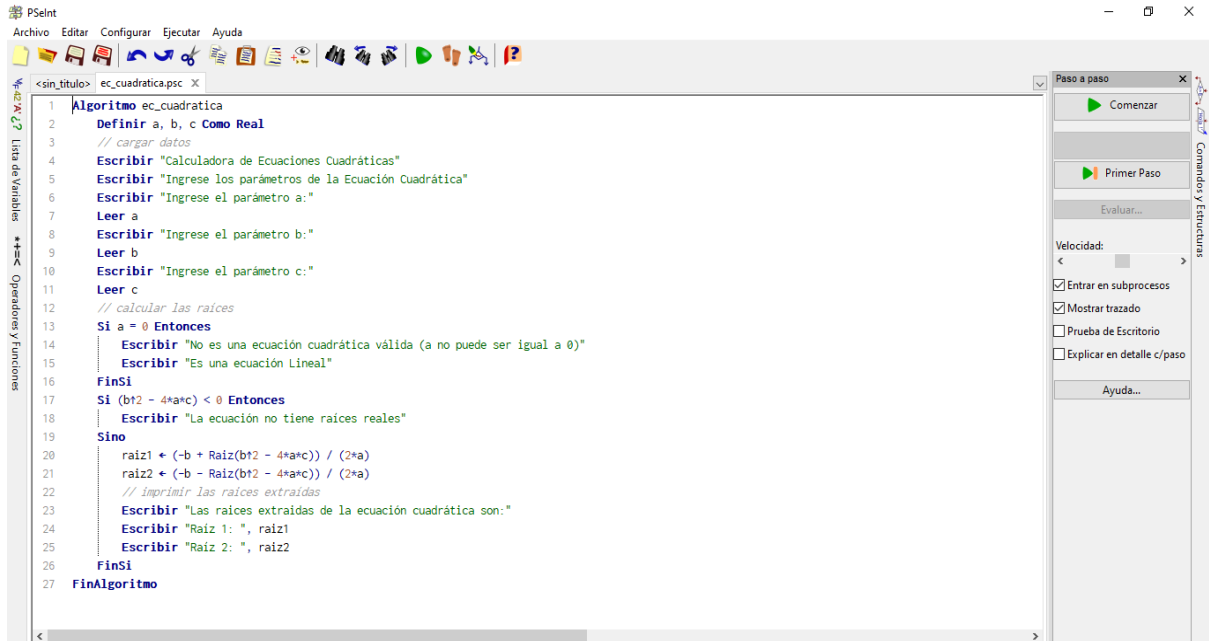 PSeInt
Archivo Editar Configurar Ejecutar Ayuda
<sin_titulo> ec_cuadratica.psc X
42 'A' ¿? Lista de Variables
*+=< Operadores y Funciones
1 Algoritmo ec_cuadratica
2 Definir a, b, c Como Real
3 // cargar datos
4 Escribir "Calculadora de Ecuaciones Cuadráticas"
5 Escribir "Ingrese los parámetros de la Ecuación Cuadrática"
6 Escribir "Ingrese el parámetro a:"
7 Leer a
8 Escribir "Ingrese el parámetro b:"
9 Leer b
10 Escribir "Ingrese el parámetro c:"
11 Leer c
12 // calcular las raíces
13 Si a = 0 Entonces
14 Escribir "No es una ecuación cuadrática válida (a no puede ser igual a 0)"
15 Escribir "Es una ecuación Lineal"
16 FinSi
17 Si (b↑2 - 4*a*c) < 0 Entonces
18 Escribir "La ecuación no tiene raíces reales"
19 Sino
20 raiz1 ← (-b + Raiz(b↑2 - 4*a*c)) / (2*a)
21 raiz2 ← (-b - Raiz(b↑2 - 4*a*c)) / (2*a)
22 // imprimir las raices extraídas
23 Escribir "Las raices extraidas de la ecuación cuadrática son:"
24 Escribir "Raíz 1: ", raiz1
25 Escribir "Raíz 2: ", raiz2
26 FinSi
27 FinAlgoritmo
Paso a paso
Comenzar
Primer Paso
Evaluar...
Velocidad:
Entrar en subprocesos
Mostrar trazado
Prueba de Escritorio
Explicar en detalle c/paso
Ayuda...
Comandos y Estructuras